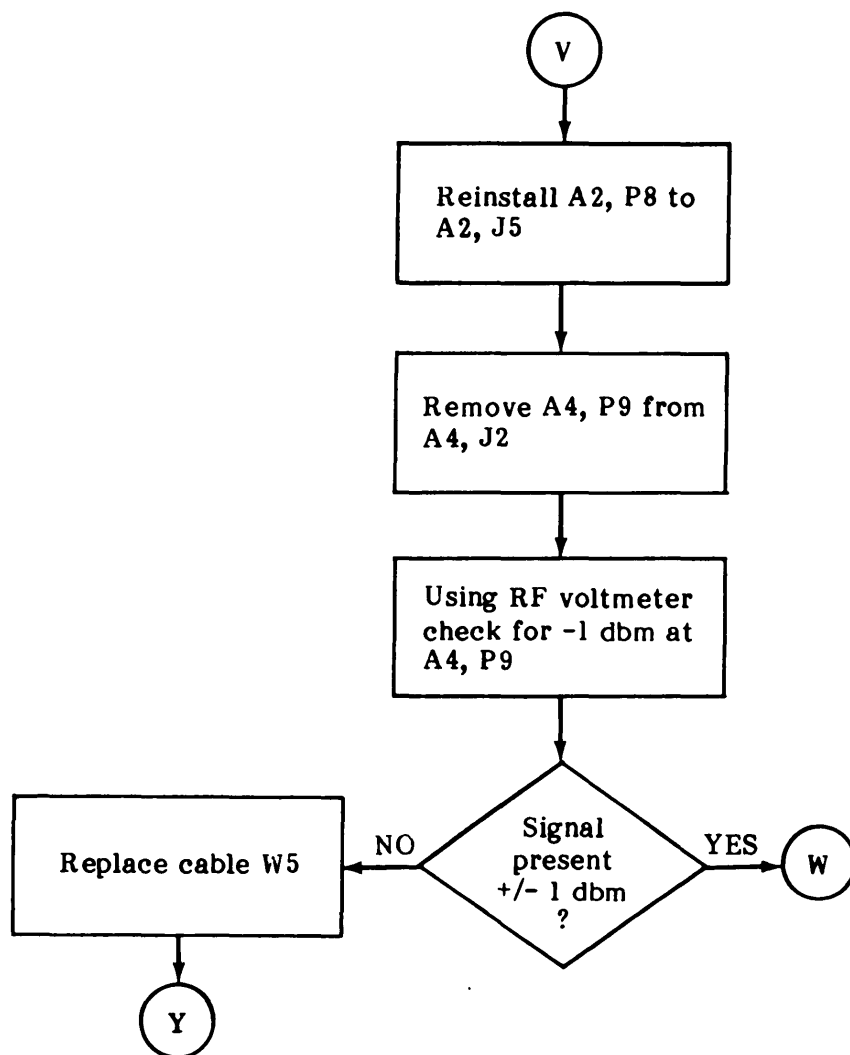 V
Reinstall A2, P8 to
A2, J5
Remove A4, P9 from
A4, J2
Using RF voltmeter
check for -1 dbm at
A4, P9
Signal
present
+/- 1 dbm
?
NO
YES
Replace cable W5
W
Y